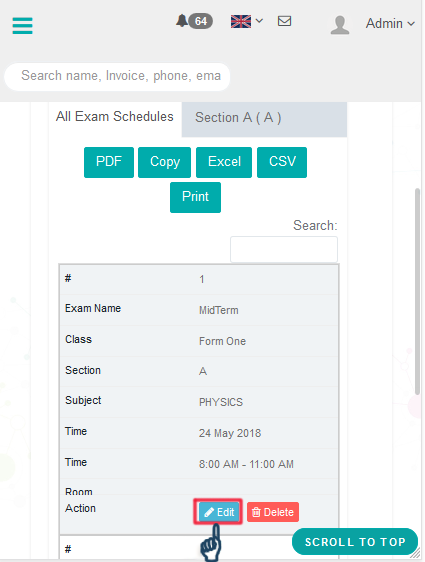 64
Admin
Search name, Invoice, phone, ema
All Exam Schedules Section A ( A )
PDF Copy Excel CSV
Print
Search:
# 1
Exam Name MidTerm
Class Form One
Section A
Subject PHYSICS
Time 24 May 2018
Time 8:00 AM - 11:00 AM
Room
Action Edit Delete
SCROLL TO TOP
#